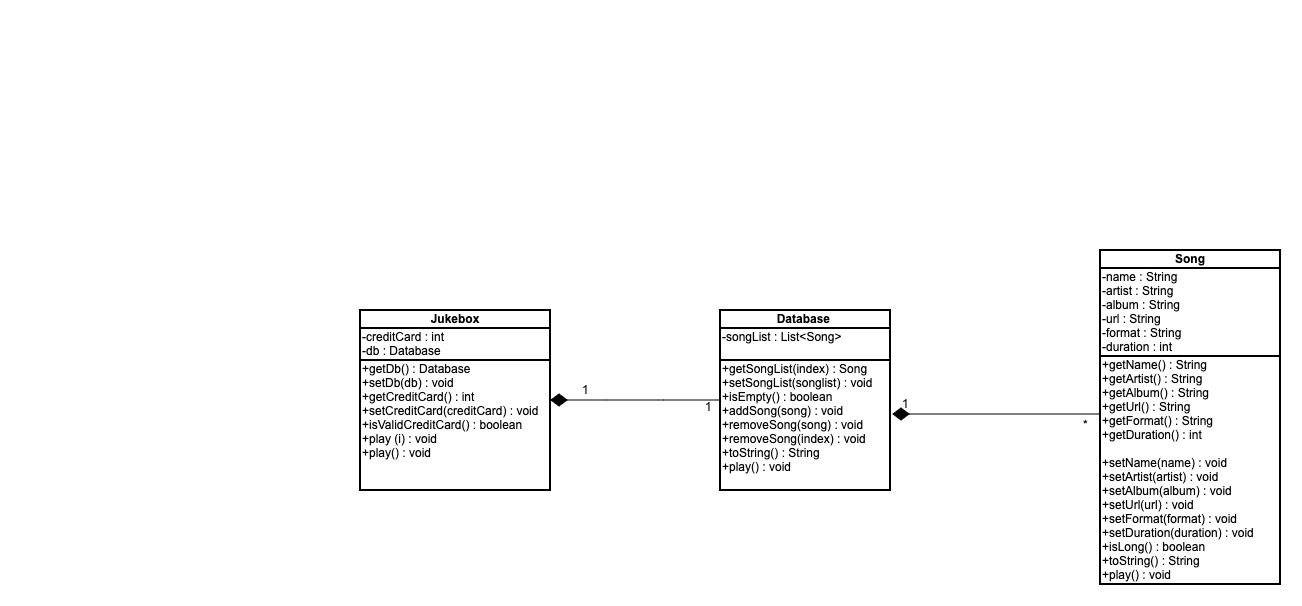 Jukebox
-creditCard : int
-db : Database
+getDb() : Database
+setDb(db) : void
+getCreditCard() : int
+setCreditCard(creditCard) : void
+isValidCreditCard() : boolean
+play (i) : void
+play() : void
1
1
Database
-songList : List<Song>
+getSongList(index) : Song
+setSongList(songlist) : void
+isEmpty() : boolean
+addSong(song) : void
+removeSong(song) : void
+removeSong(index) : void
+toString() : String
+play() : void
1
*
Song
-name : String
-artist : String
-album : String
-url : String
-format : String
-duration : int
+getName() : String
+getArtist() : String
+getAlbum() : String
+getUrl() : String
+getFormat() : String
+getDuration() : int
+setName(name) : void
+setArtist(artist) : void
+setAlbum(album) : void
+setUrl(url) : void
+setFormat(format) : void
+setDuration(duration) : void
+isLong() : boolean
+toString() : String
+play() : void